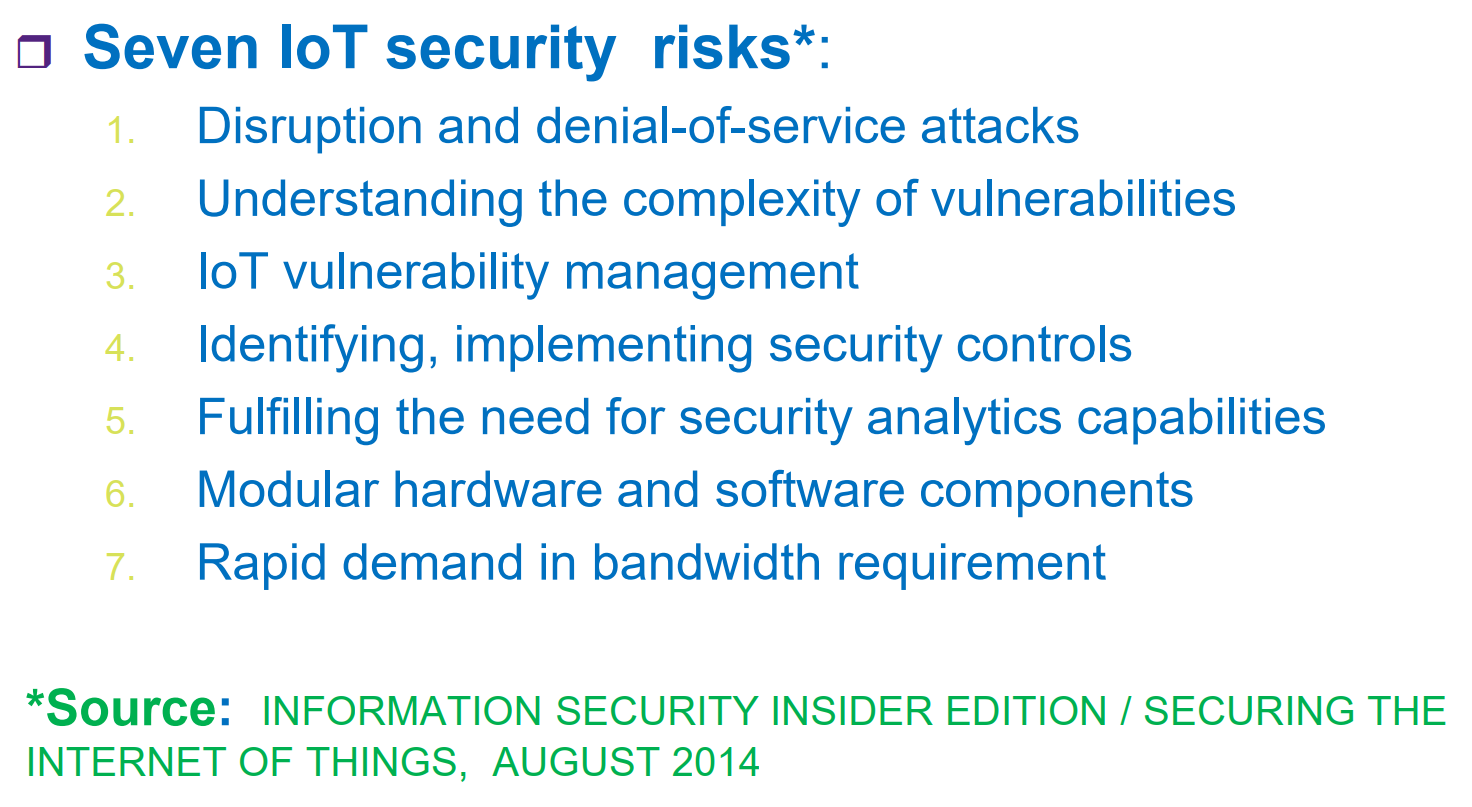 ❒ Seven IoT security risks*:
1. Disruption and denial-of-service attacks
2. Understanding the complexity of vulnerabilities
3. IoT vulnerability management
4. Identifying, implementing security controls
5. Fulfilling the need for security analytics capabilities
6. Modular hardware and software components
7. Rapid demand in bandwidth requirement
*Source: INFORMATION SECURITY INSIDER EDITION / SECURING THE
INTERNET OF THINGS, AUGUST 2014